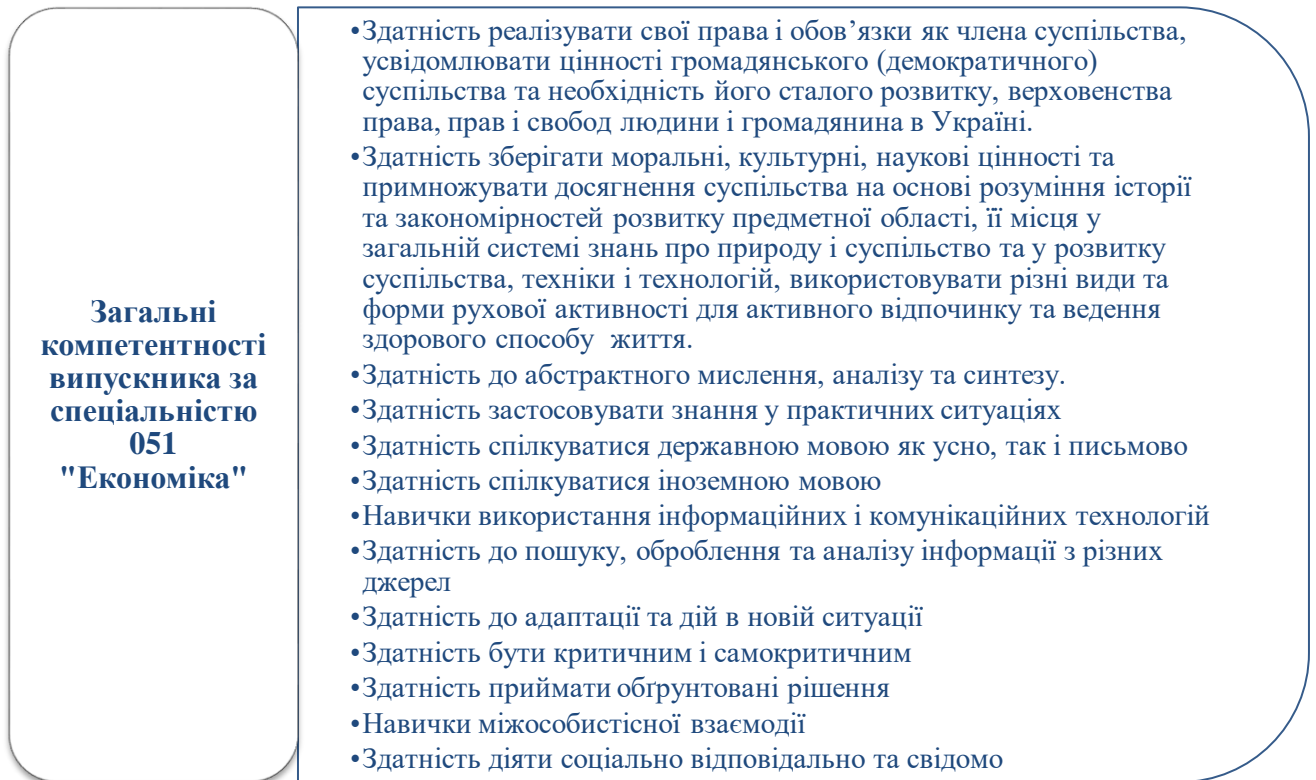 Загальні
компетентності
випускника за
спеціальністю
051
"Економіка"
•Здатність реалізувати свої права і обов’язки як члена суспільства,
усвідомлювати цінності громадянського (демократичного)
суспільства та необхідність його сталого розвитку, верховенства
права, прав і свобод людини і громадянина в Україні.
•Здатність зберігати моральні, культурні, наукові цінності та
примножувати досягнення суспільства на основі розуміння історії
та закономірностей розвитку предметної області, її місця у
загальній системі знань про природу і суспільство та у розвитку
суспільства, техніки і технологій, використовувати різні види та
форми рухової активності для активного відпочинку та ведення
здорового способу життя.
•Здатність до абстрактного мислення, аналізу та синтезу.
•Здатність застосовувати знання у практичних ситуаціях
•Здатність спілкуватися державною мовою як усно, так і письмово
•Здатність спілкуватися іноземною мовою
•Навички використання інформаційних і комунікаційних технологій
•Здатність до пошуку, оброблення та аналізу інформації з різних
джерел
•Здатність до адаптації та дій в новій ситуації
•Здатність бути критичним і самокритичним
•Здатність приймати обґрунтовані рішення
•Навички міжособистісної взаємодії
•Здатність діяти соціально відповідально та свідомо